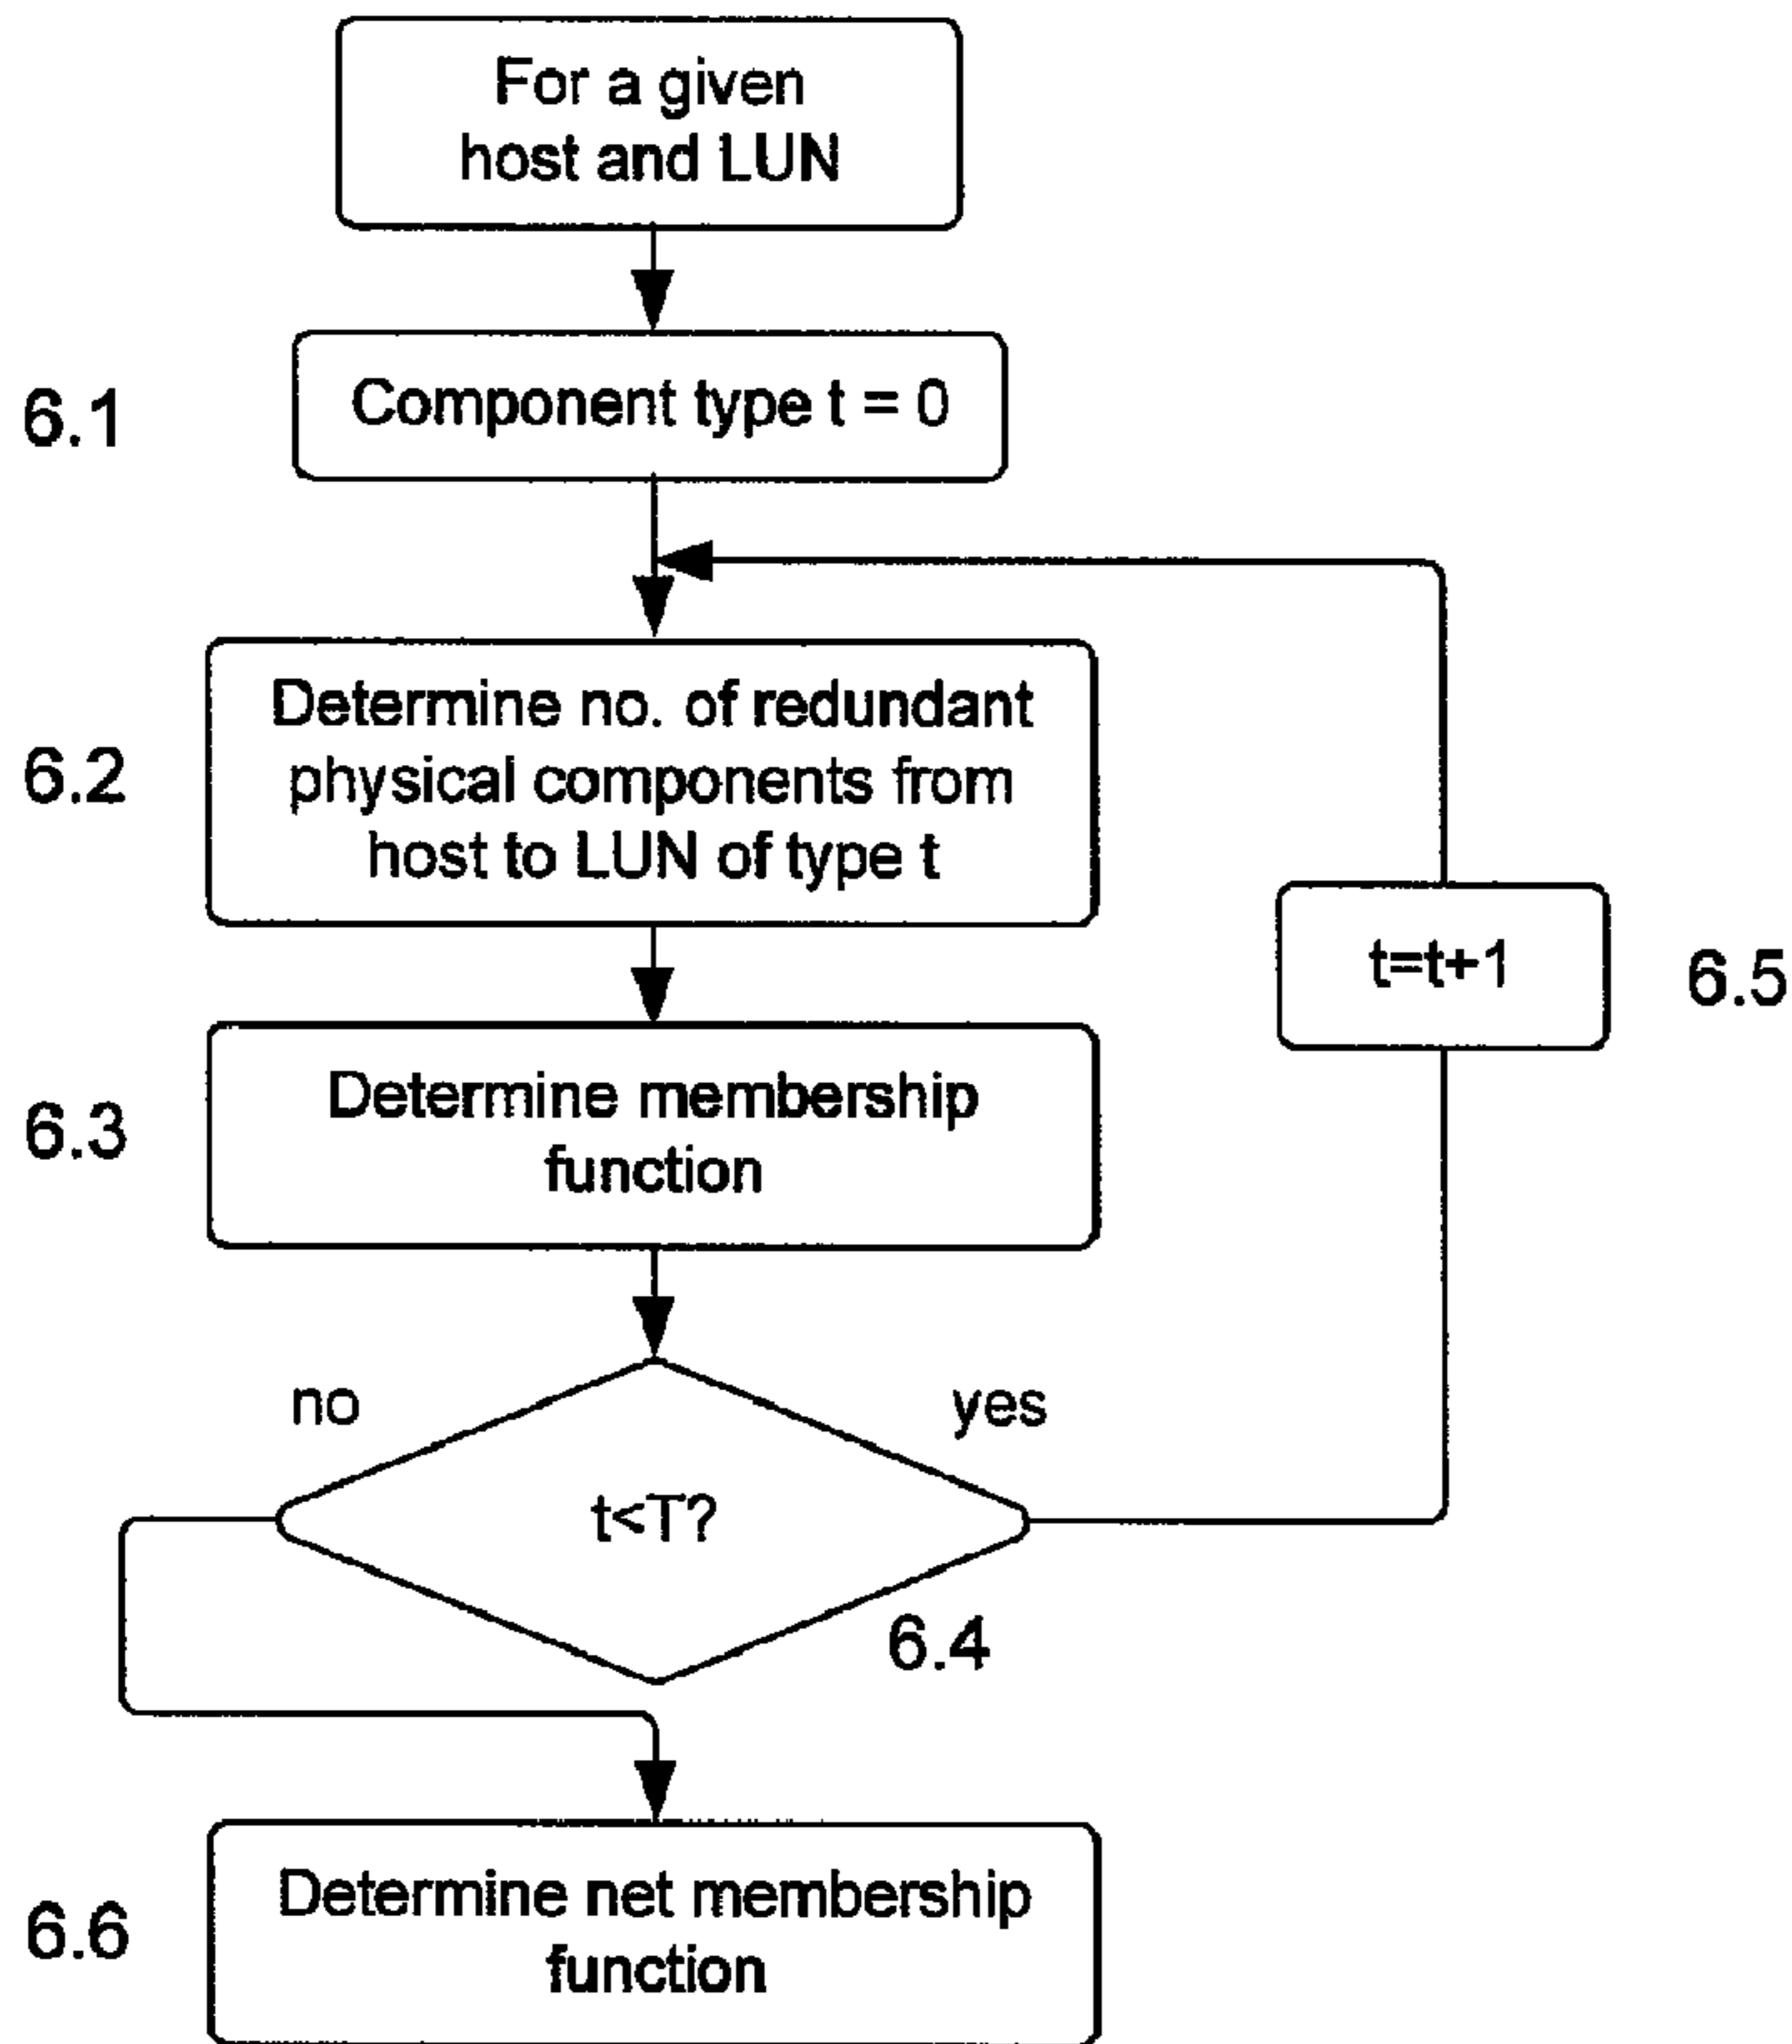 For a given
host and LUN
6.1
Component type t = 0
6.2
Determine no. of redundant
physical components from
host to LUN of type t
t=t+1
6.5
6.3
Determine membership
function
no
yes
t<T?
6.4
6.6
Determine net membership
function